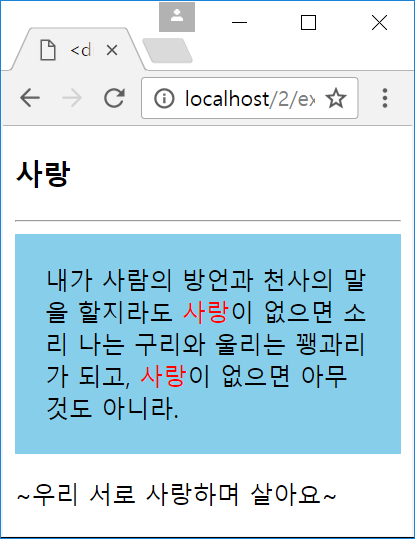 <d
localhost/2/ex
사랑
내가 사람의 방언과 천사의 말
을 할지라도 사랑이 없으면 소
리 나는 구리와 울리는 꽹과리
가 되고, 사랑이 없으면 아무
것도 아니라.
~우리 서로 사랑하며 살아요~